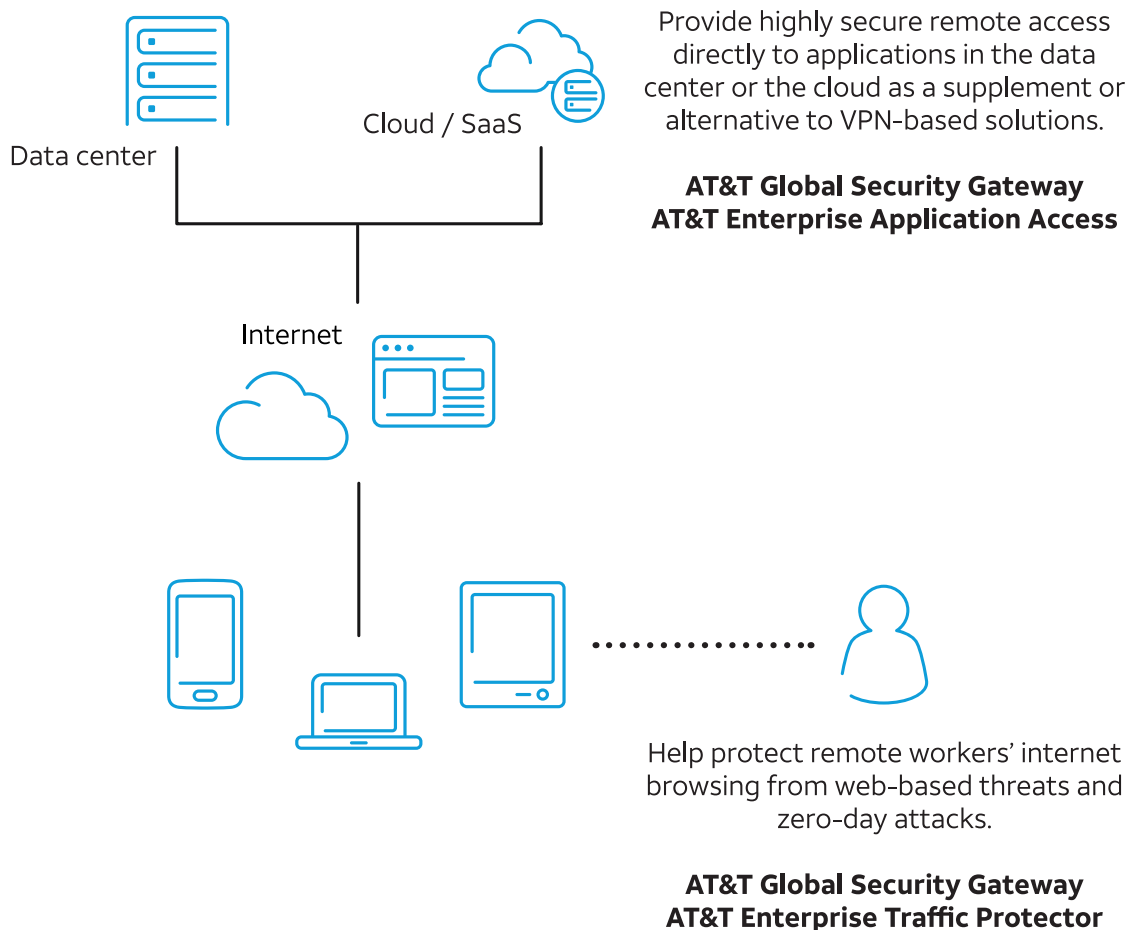 Provide highly secure remote access
directly to applications in the data
center or the cloud as a supplement or
alternative to VPN-based solutions.
AT&T Global Security Gateway
AT&T Enterprise Application Access
Cloud / SaaS
Data center
Internet
Help protect remote workers’ internet
browsing from web-based threats and
zero-day attacks.
AT&T Global Security Gateway
AT&T Enterprise Traffic Protector